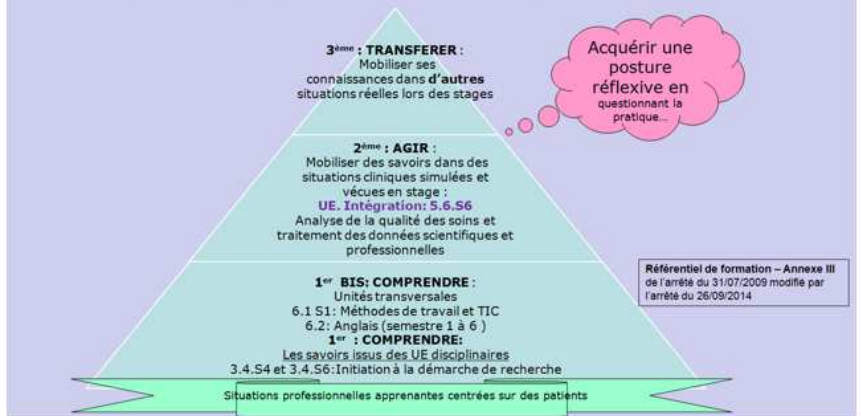 3ème : TRANSFERER :
Mobiliser ses
connaissances dans d'autres
situations réelles lors des stages
Acquérir une
posture
réflexive en
questionnant la
pratique...
2ème : AGIR :
Mobiliser des savoirs dans des
situations cliniques simulées et
vécues en stage :
UE. Intégration: 5.6.S6
Analyse de la qualité des soins et
traitement des données scientifiques et
professionnelles
Référentiel de formation – Annexe III
de l'arrêté du 31/07/2009 modifié par
l'arrêté du 26/09/2014
1er BIS: COMPRENDRE :
Unités transversales
6.1 S1: Méthodes de travail et TIC
6.2: Anglais (semestre 1 à 6 )
1er : COMPRENDRE:
Les savoirs issus des UE disciplinaires
3.4.S4 et 3.4.S6:Initiation à la démarche de recherche
Situations professionnelles apprenantes centrées sur des patients